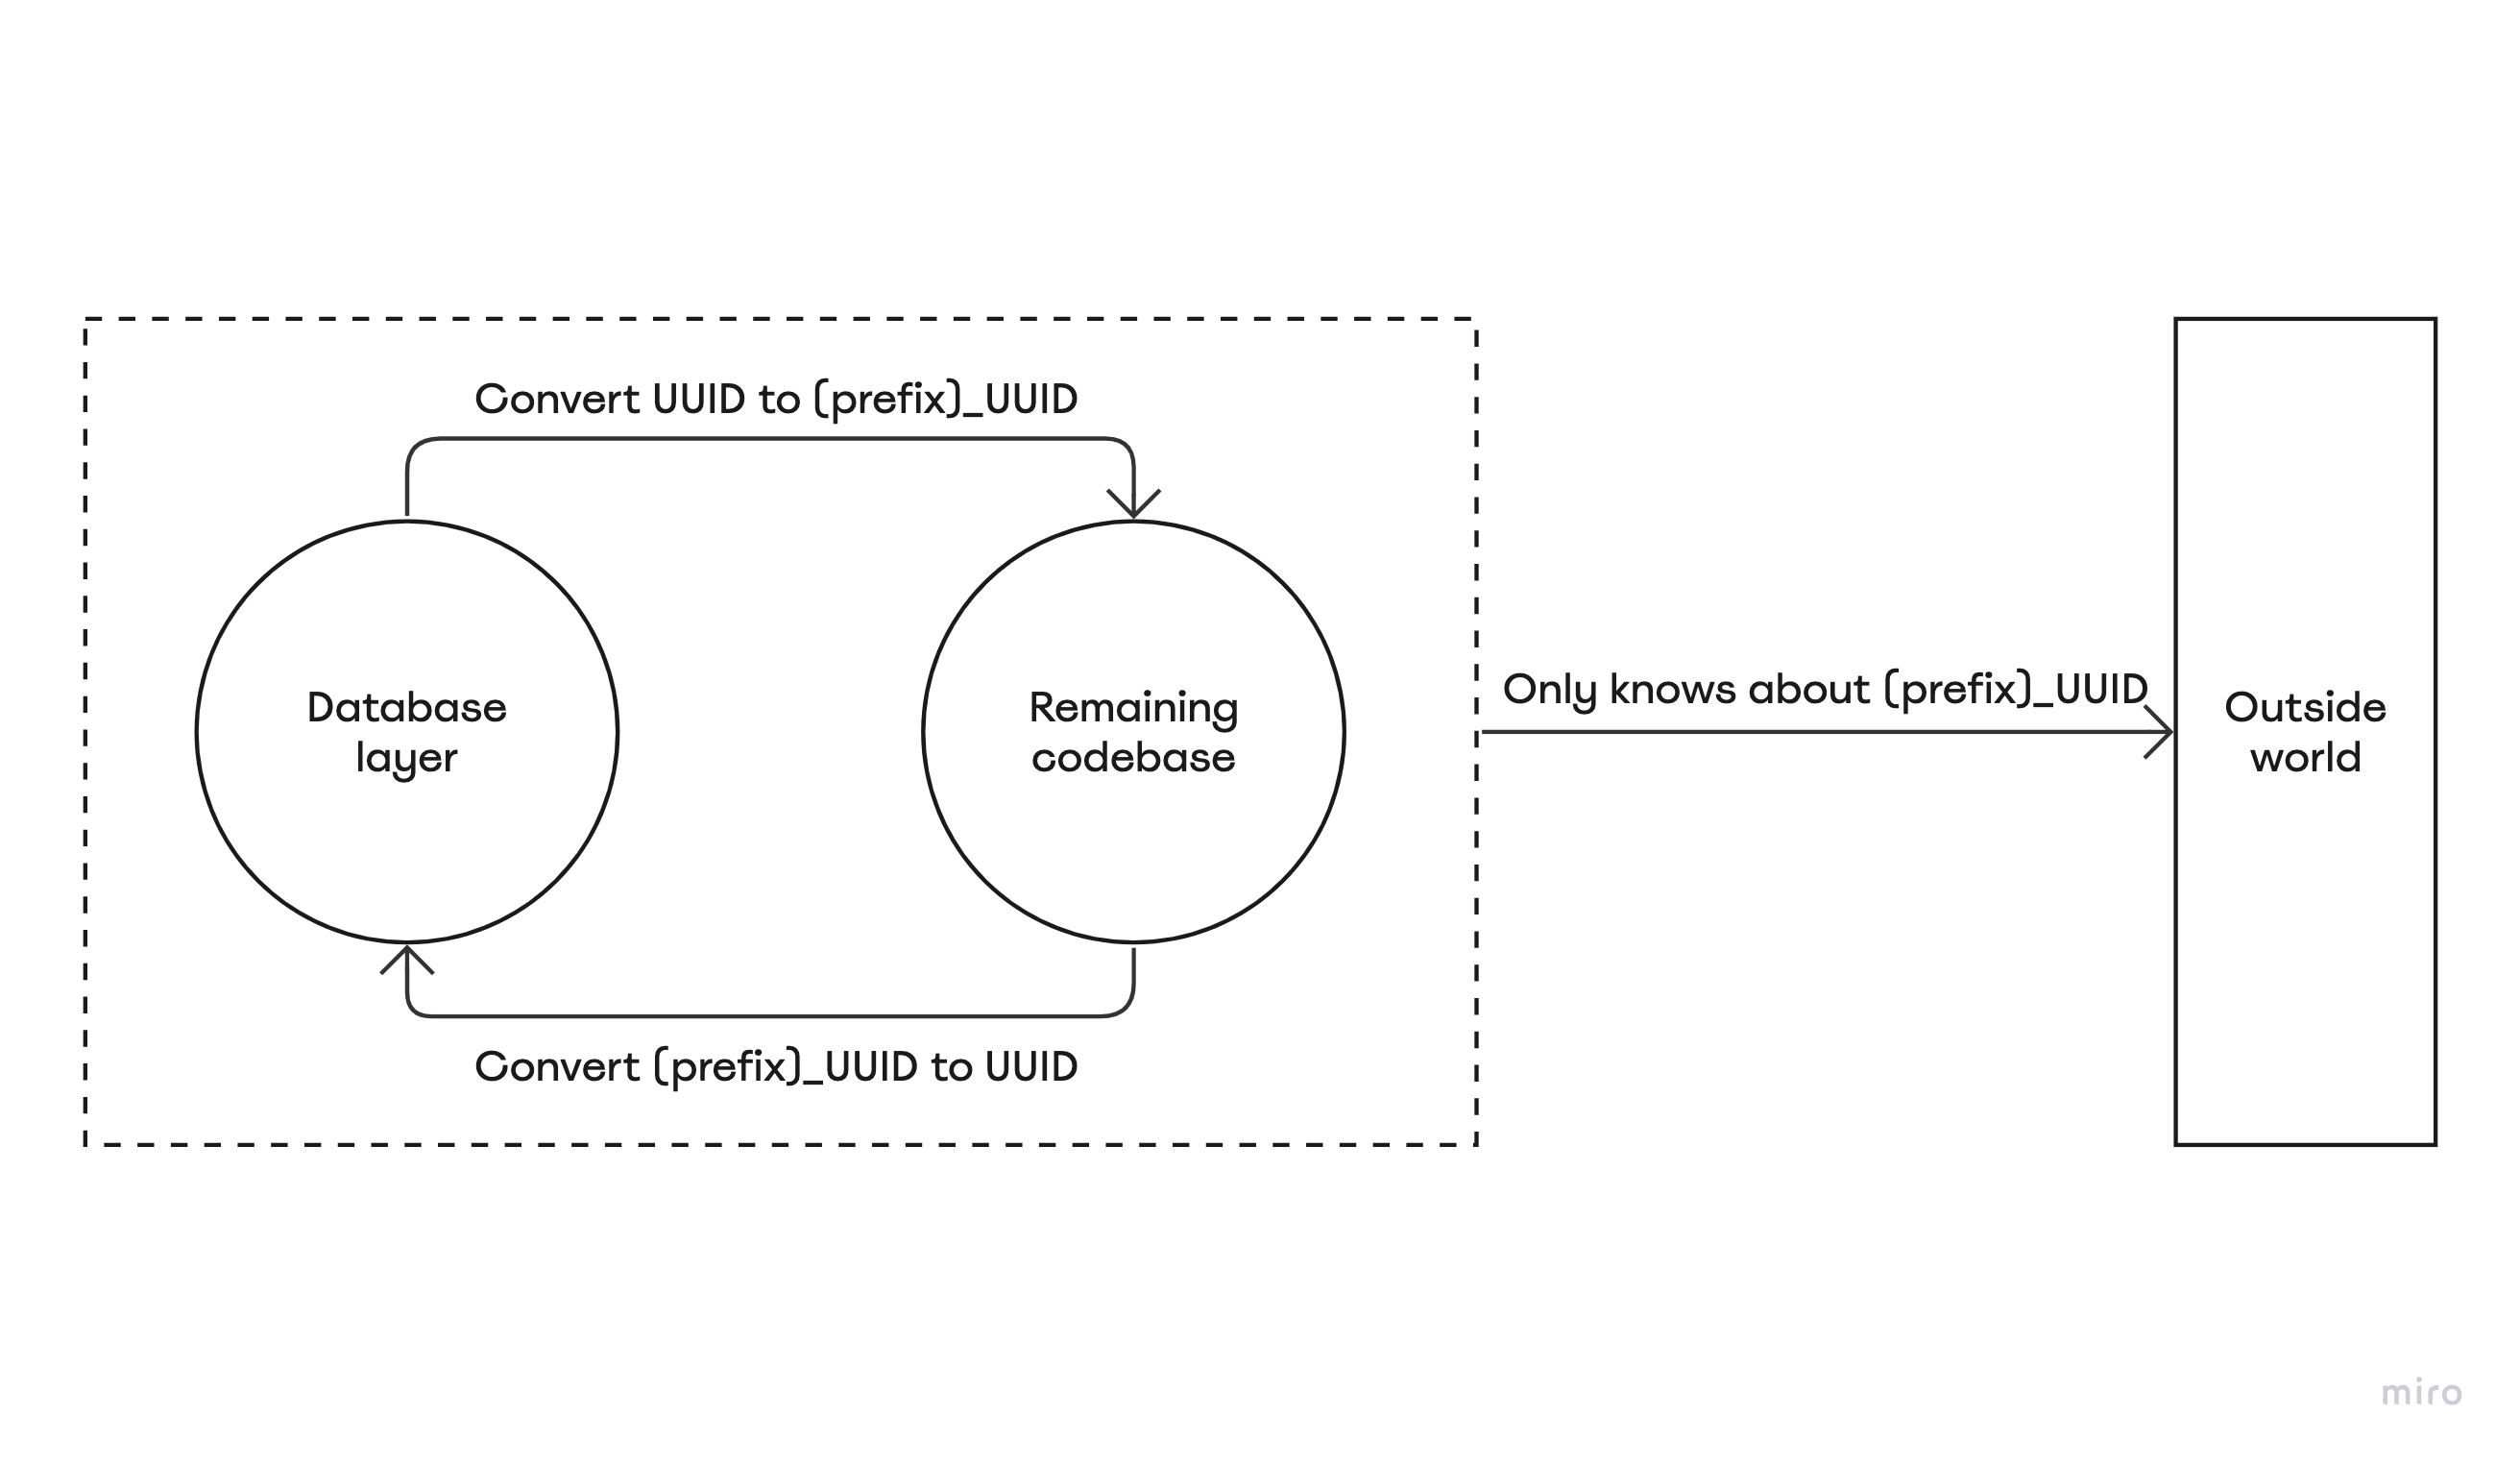 Convert UUID to (prefix)_UUID
Database
layer
Remaining
codebase
Only knows about (prefix)_UUID
Outside
world
Convert (prefix)_UUID to UUID
miro